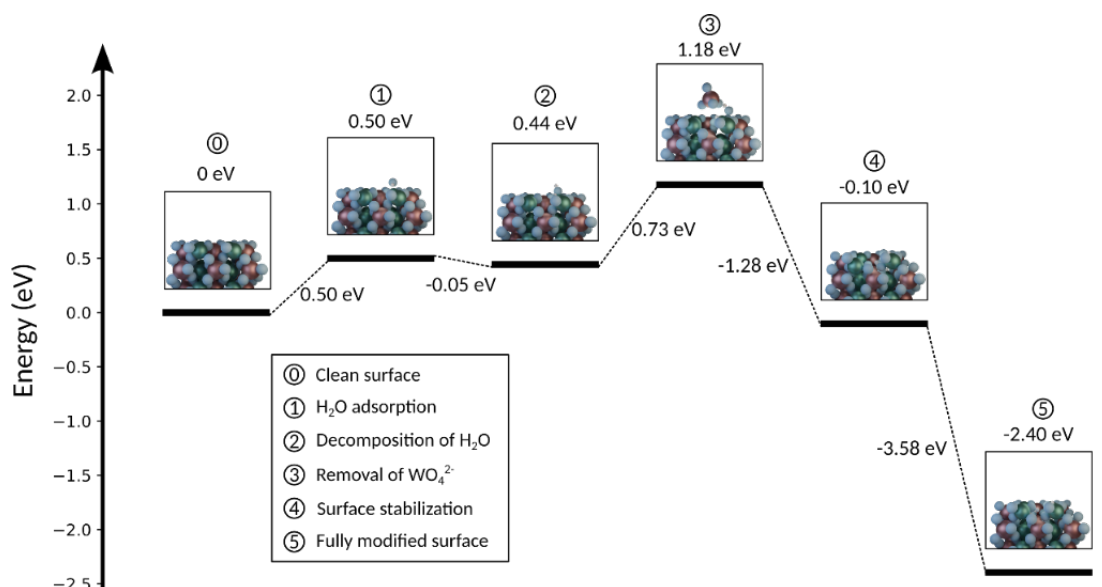 ③
1.18 eV
2.0
①
0.50 eV
②
0.44 eV
1.5
⓪
0 eV
④
-0.10 eV
1.0
0.73 eV
0.5
0.50 eV
-0.05 eV
-1.28 eV
0.0
Energy (eV)
−0.5
⓪ Clean surface
① H₂O adsorption
② Decomposition of H₂O
③ Removal of WO₄²⁻
④ Surface stabilization
⑤ Fully modified surface
−1.0
⑤
-2.40 eV
-3.58 eV
−1.5
−2.0
−2.5